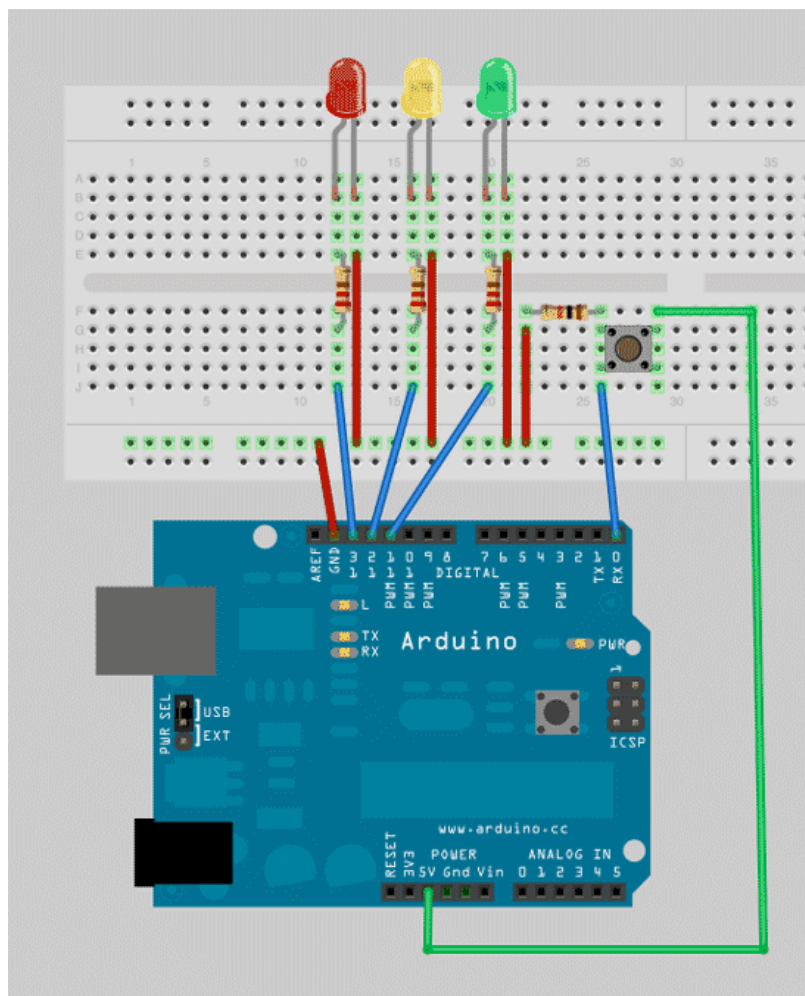 1 5 10 15 20 25 30 35
A
B
C
D
E
F
G
H
I
J
1 5 10 15 20 25 30 35
AREF GND 13 12 11 10 9 8 7 6 5 4 3 2 1 0
PWM PWM PWM PWM PWM PWM TX RX
DIGITAL
L
TX
RX
Arduino
PWR
1
PWR SEL
USB
EXT
ICSP
www.arduino.cc
POWER ANALOG IN
RESET 3V3 5V Gnd Vin 0 1 2 3 4 5